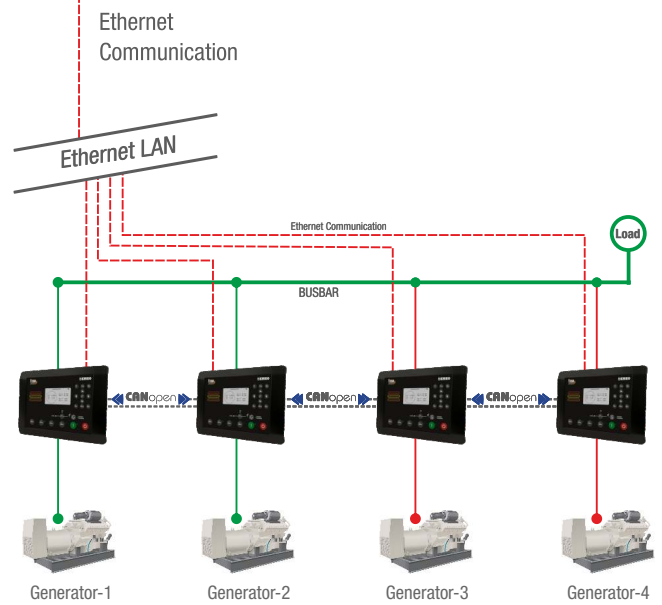 Ethernet
Communication
Ethernet LAN
Ethernet Communication
Load
BUSBAR
CANopen
CANopen
CANopen
Generator-1
Generator-2
Generator-3
Generator-4